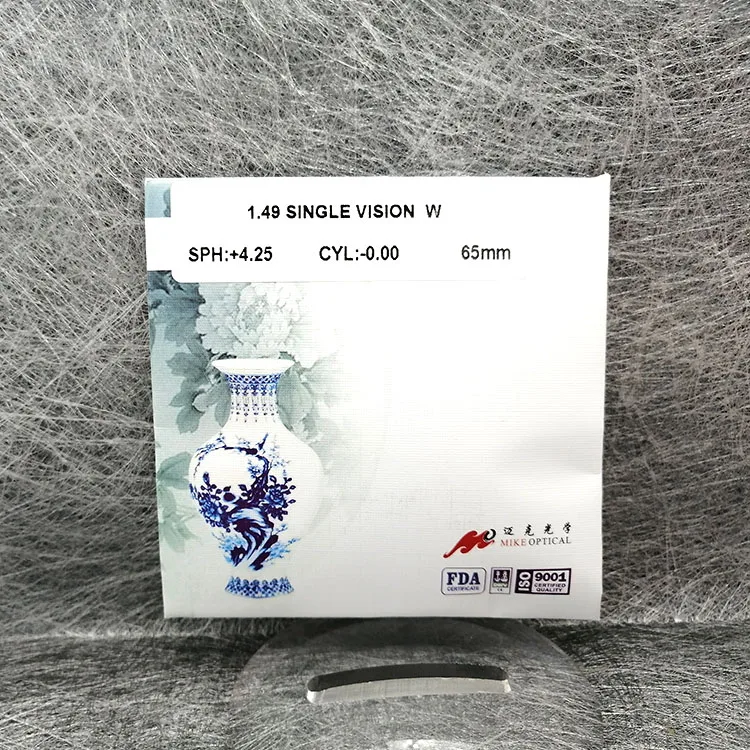 1.49 SINGLE VISION W
SPH:+4.25 CYL:-0.00 65mm
迈克光学
MIKE OPTICAL
FDA
CERTIFICATE
ISO
9001
CERTIFIED
QUALITY